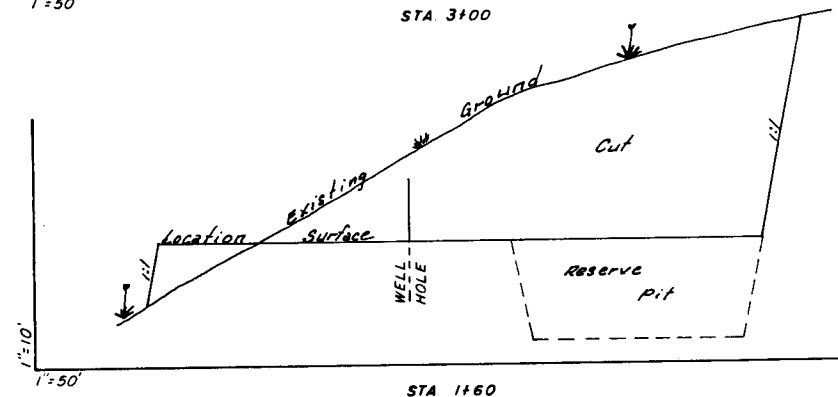 1"=50'
STA. 3+00
Existing Ground
Cut
1:1
Location Surface
1:1
WELL HOLE
Reserve
Pit
1"=10'
1"=50'
STA. 1+60